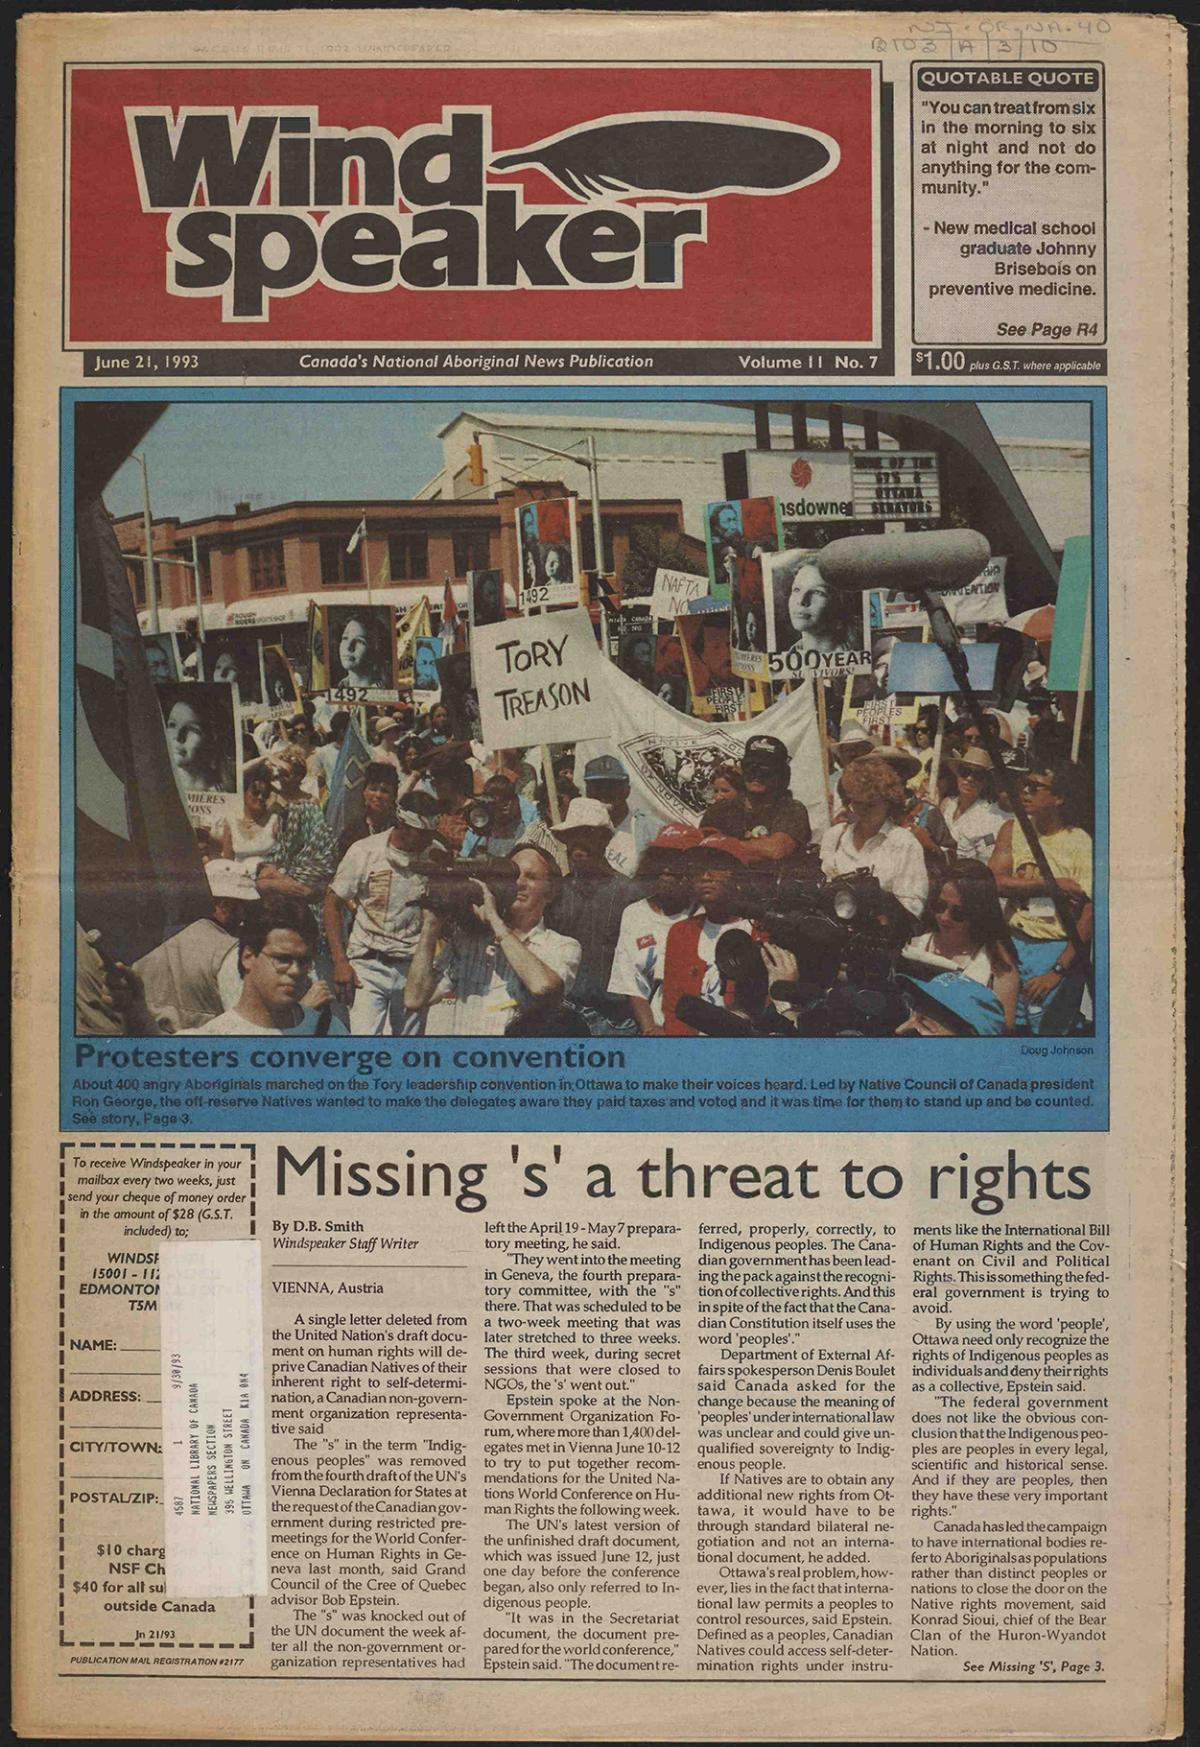 NI·OR·NA·40
B102 A 3/10
Wind
speaker
June 21, 1993
Canada's National Aboriginal News Publication
Volume 11 No. 7
QUOTABLE QUOTE
"You can treat from six
in the morning to six
at night and not do
anything for the com-
munity."
- New medical school
graduate Johnny
Brisebois on
preventive medicine.
See Page R4
$1.00 plus G.S.T. where applicable
nsdowne
OF THE
&
OTTAWA
SENATORS
1492
NAFTA
NO
TORY
TREASON
500 YEAR
SURVIVORS!
1492
FIRST
PEOPLES
FIRST
FIRST
PEOPLES
FIRST
Protesters converge on convention
Doug Johnson
About 400 angry Aboriginals marched on the Tory leadership convention in Ottawa to make their voices heard. Led by Native Council of Canada president
Ron George, the off-reserve Natives wanted to make the delegates aware they paid taxes and voted and it was time for them to stand up and be counted.
See story, Page 3.
To receive Windspeaker in your
mailbox every two weeks, just
send your cheque of money order
in the amount of $28 (G.S.T.
included) to;
WINDSP
15001 - 112
EDMONTON
T5M
NAME:
ADDRESS:
CITY/TOWN:
POSTAL/ZIP:
$10 charg
NSF Ch
$40 for all su
outside Canada
Jn 21/93
PUBLICATION MAIL REGISTRATION #2177
4587 1 9/30/93
NATIONAL LIBRARY OF CANADA
NEWSPAPERS SECTION
395 WELLINGTON STREET
OTTAWA ON CANADA K1A 0N4
Missing 's' a threat to rights
By D.B. Smith
Windspeaker Staff Writer
VIENNA, Austria
A single letter deleted from
the United Nation's draft docu-
ment on human rights will de-
prive Canadian Natives of their
inherent right to self-determi-
nation, a Canadian non-govern-
ment organization representa-
tive said
The "s" in the term "Indig-
enous peoples" was removed
from the fourth draft of the UN's
Vienna Declaration for States at
the request of the Canadian gov-
ernment during restricted pre-
meetings for the World Confer-
ence on Human Rights in Ge-
neva last month, said Grand
Council of the Cree of Quebec
advisor Bob Epstein.
The "s" was knocked out of
the UN document the week af-
ter all the non-government or-
ganization representatives had
left the April 19 - May 7 prepara-
tory meeting, he said.
"They went into the meeting
in Geneva, the fourth prepara-
tory committee, with the "s"
there. That was scheduled to be
a two-week meeting that was
later stretched to three weeks.
The third week, during secret
sessions that were closed to
NGOs, the 's' went out."
Epstein spoke at the Non-
Government Organization Fo-
rum, where more than 1,400 del-
egates met in Vienna June 10-12
to try to put together recom-
mendations for the United Na-
tions World Conference on Hu-
man Rights the following week.
The UN's latest version of
the unfinished draft document,
which was issued June 12, just
one day before the conference
began, also only referred to In-
digenous people.
"It was in the Secretariat
document, the document pre-
pared for the world conference,"
Epstein said. "The document re-
ferred, properly, correctly, to
Indigenous peoples. The Cana-
dian government has been lead-
ing the pack against the recogni-
tion of collective rights. And this
in spite of the fact that the Cana-
dian Constitution itself uses the
word 'peoples'."
Department of External Af-
fairs spokesperson Denis Boulet
said Canada asked for the
change because the meaning of
'peoples' under international law
was unclear and could give un-
qualified sovereignty to Indig-
enous people.
If Natives are to obtain any
additional new rights from Ot-
tawa, it would have to be
through standard bilateral ne-
gotiation and not an interna-
tional document, he added.
Ottawa's real problem, how-
ever, lies in the fact that interna-
tional law permits a peoples to
control resources, said Epstein.
Defined as a peoples, Canadian
Natives could access self-deter-
mination rights under instru-
ments like the International Bill
of Human Rights and the Cov-
enant on Civil and Political
Rights. This is something the fed-
eral government is trying to
avoid.
By using the word 'people',
Ottawa need only recognize the
rights of Indigenous peoples as
individuals and deny their rights
as a collective, Epstein said.
"The federal government
does not like the obvious con-
clusion that the Indigenous peo-
ples are peoples in every legal,
scientific and historical sense.
And if they are peoples, then
they have these very important
rights."
Canada has led the campaign
to have international bodies re-
fer to Aboriginals as populations
rather than distinct peoples or
nations to close the door on the
Native rights movement, said
Konrad Sioui, chief of the Bear
Clan of the Huron-Wyandot
Nation.
See Missing 'S', Page 3.